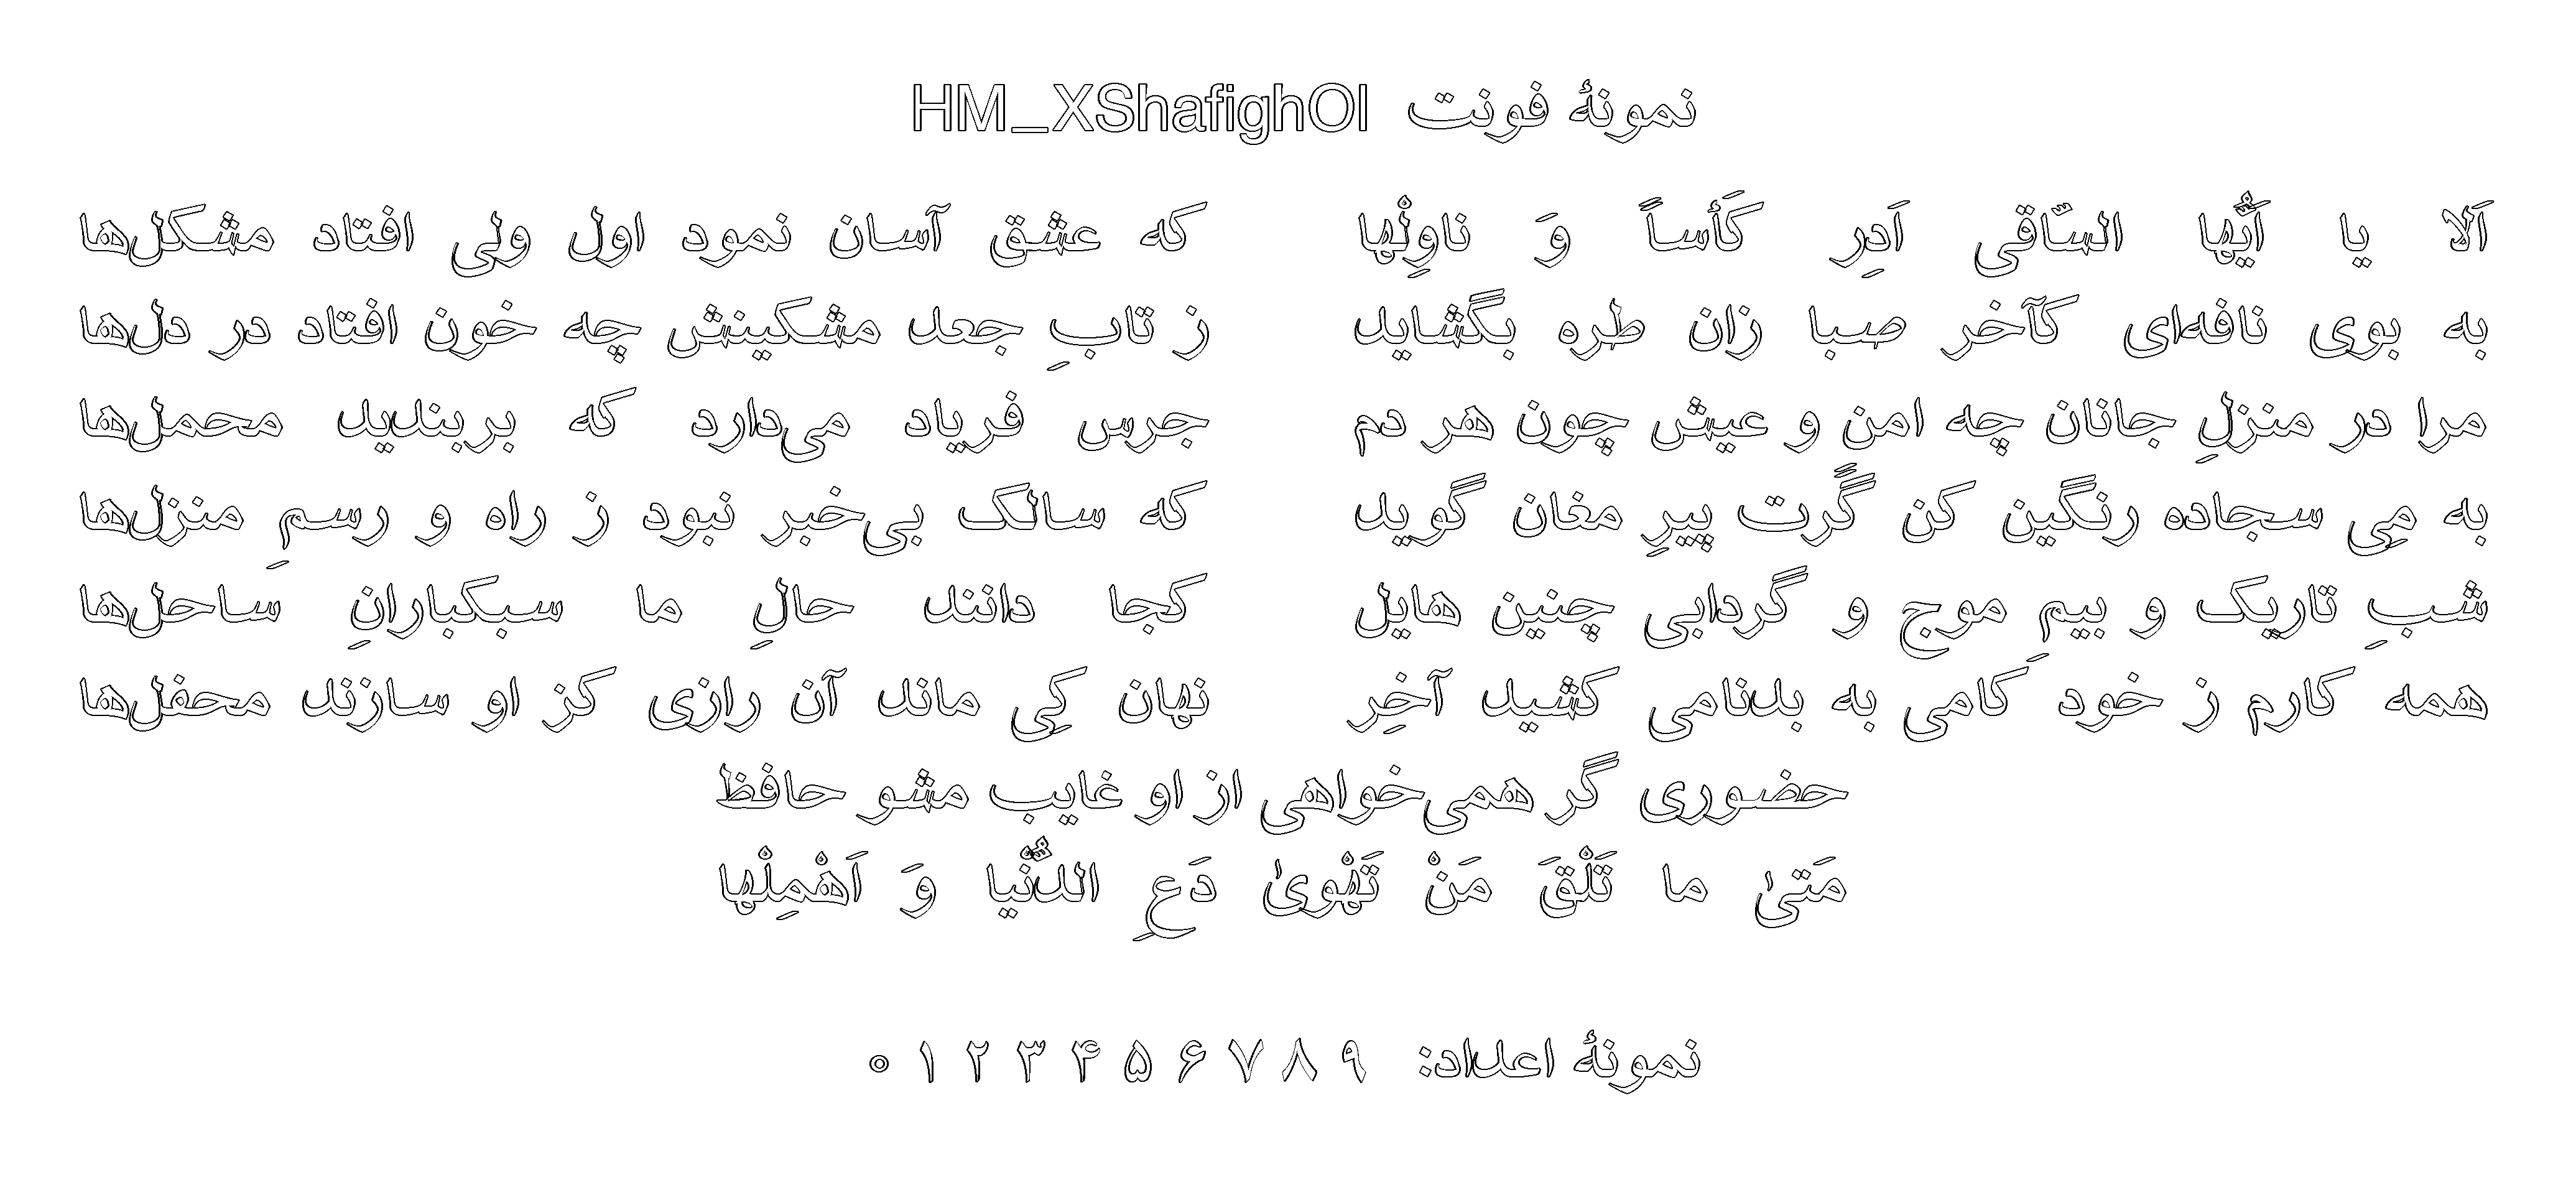 نمونهٔ فونت HM_XShafighOl
اَلا یا اَیُّها السّاقی اَدِر کَأساً وَ ناوِلْها که عشق آسان نمود اول ولی افتاد مشکل‌ها
به بوی نافه‌ای کآخر صبا زان طره بگشاید ز تابِ جعد مشکینش چه خون افتاد در دل‌ها
مرا در منزلِ جانان چه امن و عیش چون هر دم جرس فریاد می‌دارد که بربندید محمل‌ها
به مِی سجاده رنگین کن گَرت پیرِ مغان گوید که سالک بی‌خبر نبود ز راه و رسمِ منزل‌ها
شبِ تاریک و بیمِ موج و گردابی چنین هایل کجا دانند حالِ ما سبکبارانِ ساحل‌ها
همه کارم ز خود کامی به بدنامی کشید آخِر نهان کِی ماند آن رازی کز او سازند محفل‌ها
حضوری گر همی‌خواهی از او غایب مشو حافظ
مَتیٰ ما تَلْقَ مَنْ تَهْویٰ دَعِ الدُّنْیا وَ اَهْمِلْها
نمونهٔ اعداد: ۹ ۸ ۷ ۶ ۵ ۴ ۳ ۲ ۱ ۰